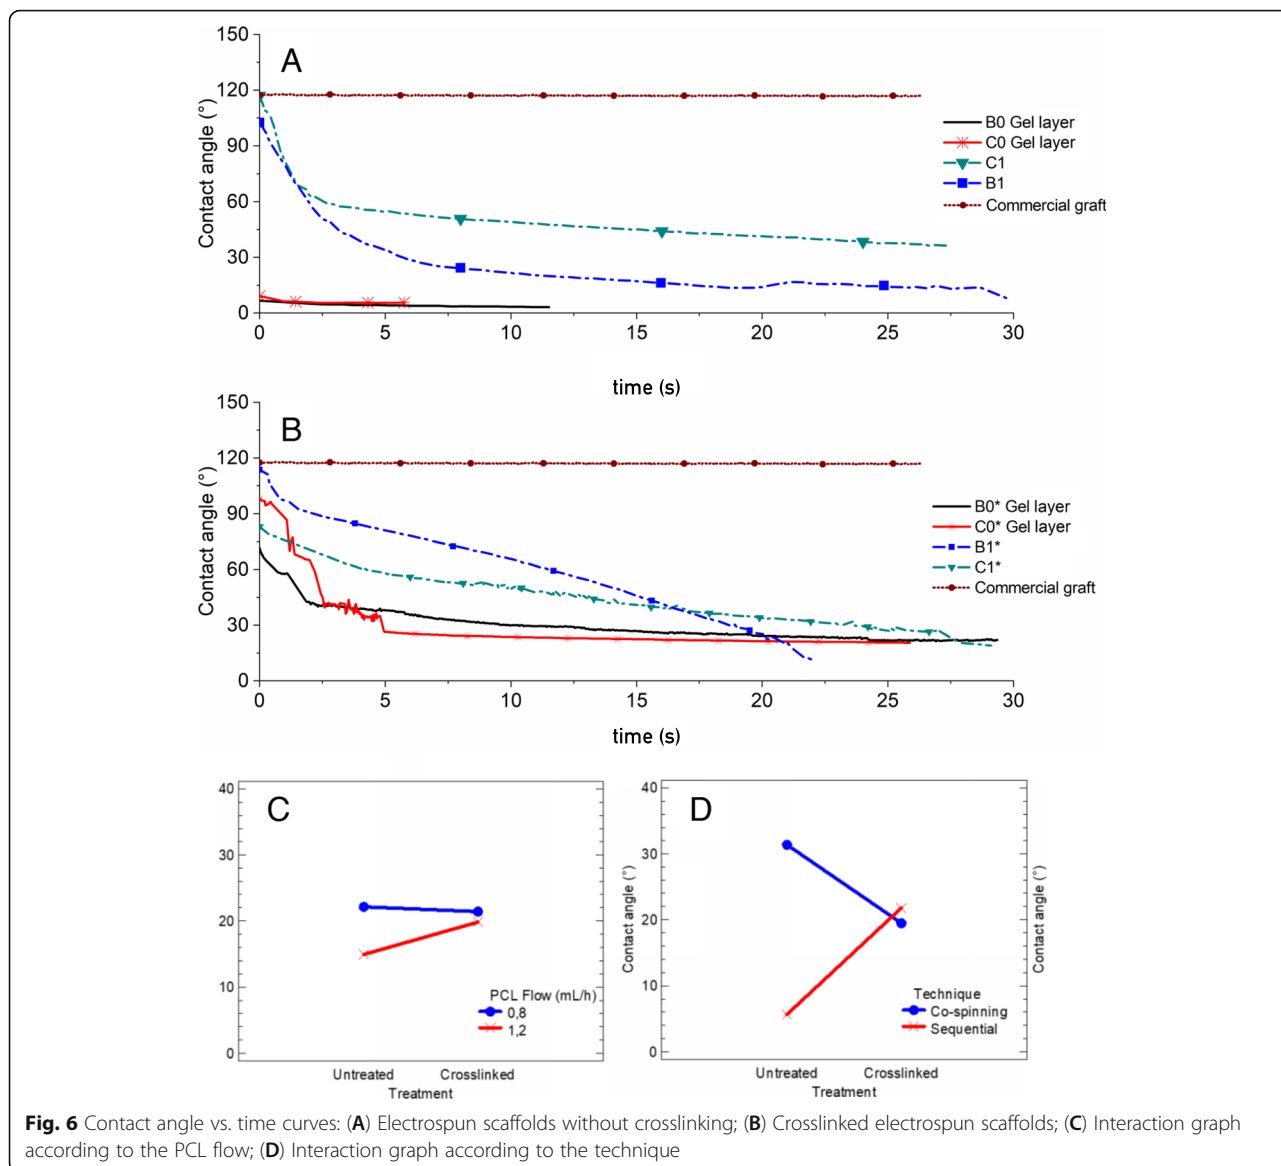 A
150
120
90
60
30
0
Contact angle (°)
0 5 10 15 20 25 30
time (s)
B0 Gel layer
C0 Gel layer
C1
B1
Commercial graft
B
150
120
90
60
30
0
Contact angle (°)
0 5 10 15 20 25 30
time (s)
B0* Gel layer
C0* Gel layer
B1*
C1*
Commercial graft
C
40
30
20
10
0
PCL Flow (mL/h)
0,8
1,2
Untreated Crosslinked
Treatment
Contact angle (°)
D
40
30
20
10
0
Technique
Co-spinning
Sequential
Untreated Crosslinked
Treatment
Contact angle (°)
Fig. 6 Contact angle vs. time curves: (A) Electrospun scaffolds without crosslinking; (B) Crosslinked electrospun scaffolds; (C) Interaction graph
according to the PCL flow; (D) Interaction graph according to the technique